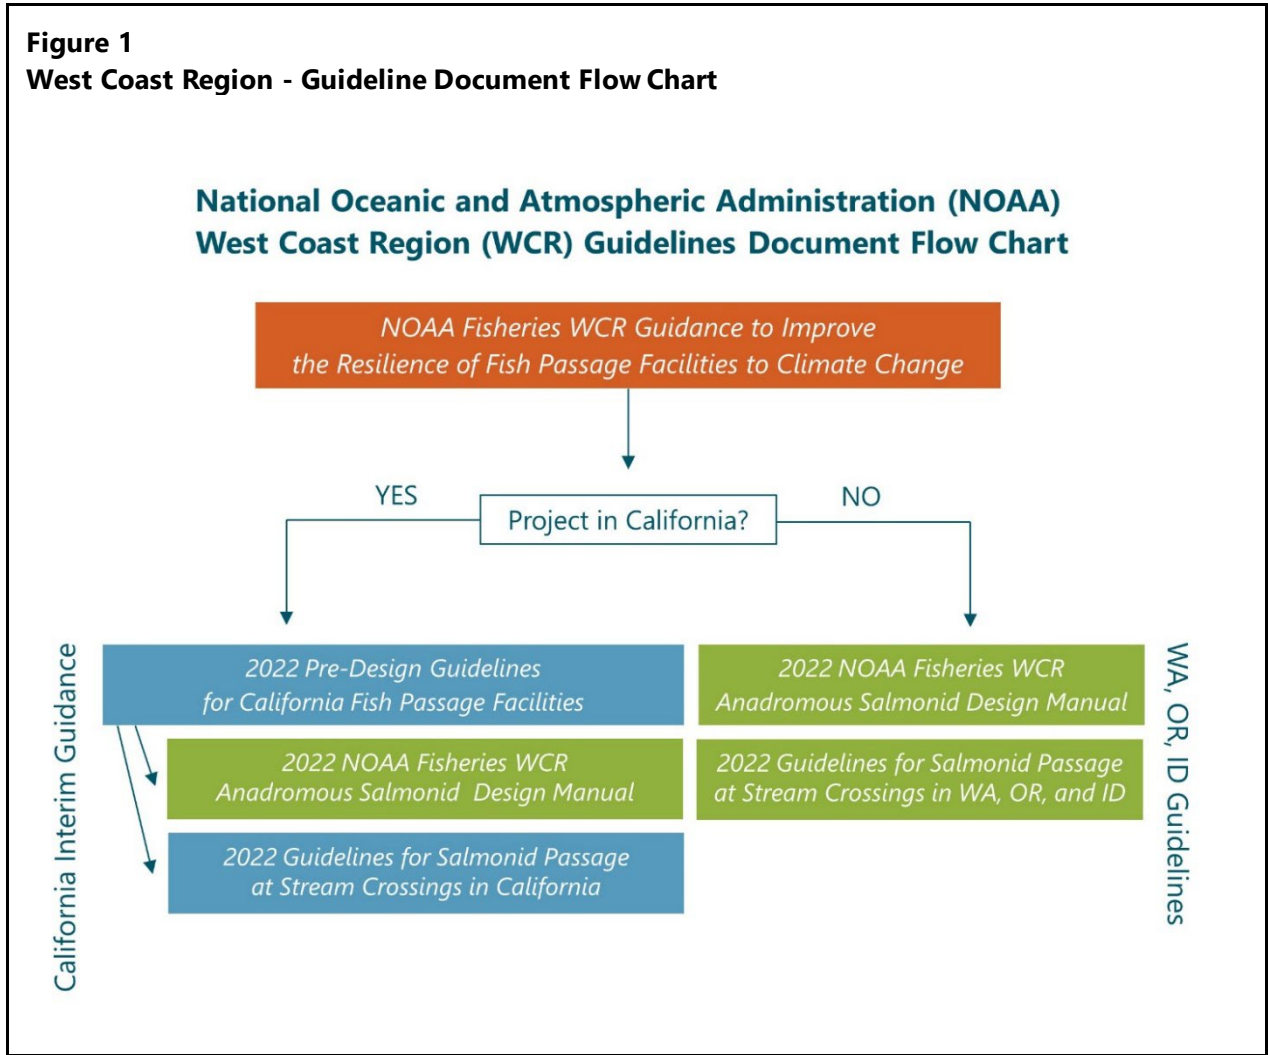 Figure 1
West Coast Region - Guideline Document Flow Chart
National Oceanic and Atmospheric Administration (NOAA)
West Coast Region (WCR) Guidelines Document Flow Chart
NOAA Fisheries WCR Guidance to Improve
the Resilience of Fish Passage Facilities to Climate Change
YES
Project in California?
NO
California Interim Guidance
2022 Pre-Design Guidelines
for California Fish Passage Facilities
2022 NOAA Fisheries WCR
Anadromous Salmonid Design Manual
2022 Guidelines for Salmonid Passage
at Stream Crossings in California
2022 NOAA Fisheries WCR
Anadromous Salmonid Design Manual
2022 Guidelines for Salmonid Passage
at Stream Crossings in WA, OR, and ID
WA, OR, ID Guidelines